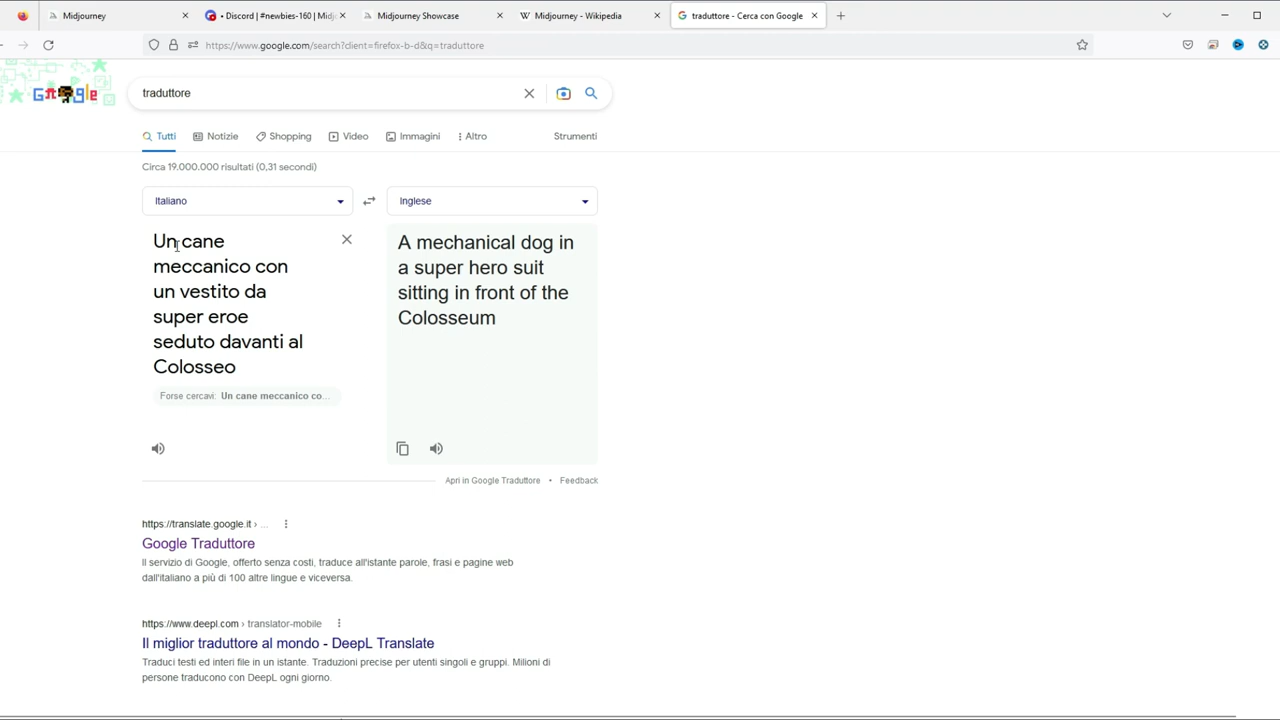 Midjourney
• Discord | #newbies-160 | Midj
Midjourney Showcase
Midjourney - Wikipedia
traduttore - Cerca con Google
https://www.google.com/search?client=firefox-b-d&q=traduttore
traduttore
Tutti
Notizie
Shopping
Video
Immagini
Altro
Strumenti
Circa 19.000.000 risultati (0,31 secondi)
Italiano
Inglese
Un cane
meccanico con
un vestito da
super eroe
seduto davanti al
Colosseo
Forse cercavi: Un cane meccanico co...
A mechanical dog in
a super hero suit
sitting in front of the
Colosseum
Apri in Google Traduttore • Feedback
https://translate.google.it › ...
Google Traduttore
Il servizio di Google, offerto senza costi, traduce all'istante parole, frasi e pagine web
dall'italiano a più di 100 altre lingue e viceversa.
https://www.deepl.com › translator-mobile
Il miglior traduttore al mondo - DeepL Translate
Traduci testi ed interi file in un istante. Traduzioni precise per utenti singoli e gruppi. Milioni di
persone traducono con DeepL ogni giorno.